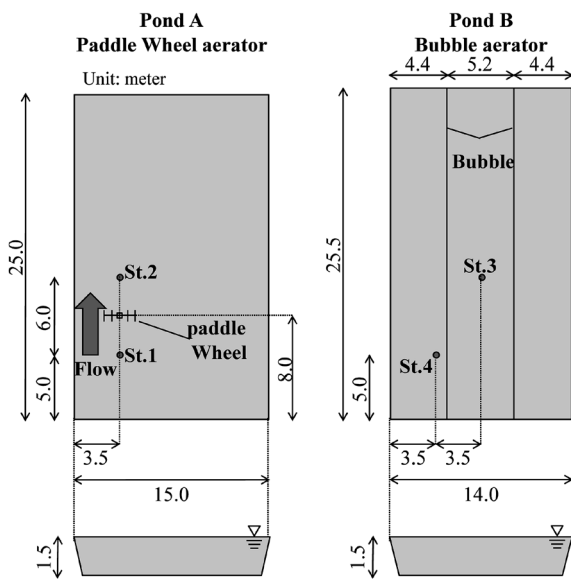 Pond A
Paddle Wheel aerator
Unit: meter
25.0
6.0
5.0
St.2
St.1
paddle
Wheel
Flow
8.0
3.5
15.0
1.5
Pond B
Bubble aerator
4.4 5.2 4.4
Bubble
25.5
St.3
St.4
5.0
3.5 3.5
14.0
1.5